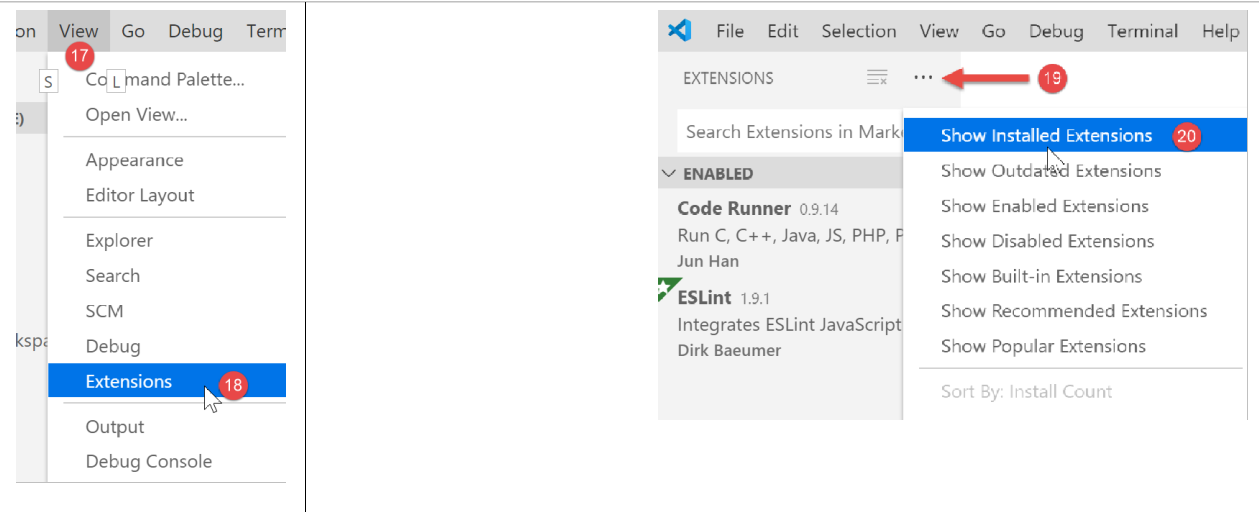 on View Go Debug Term
17
S L
Command Palette...
Open View...
E)
Appearance
Editor Layout
Explorer
Search
SCM
kspa
Debug
Extensions 18
Output
Debug Console
File Edit Selection View Go Debug Terminal Help
EXTENSIONS ... 19
Search Extensions in Marke
ENABLED
Code Runner 0.9.14
Run C, C++, Java, JS, PHP, P
Jun Han
ESLint 1.9.1
Integrates ESLint JavaScript
Dirk Baeumer
Show Installed Extensions 20
Show Outdated Extensions
Show Enabled Extensions
Show Disabled Extensions
Show Built-in Extensions
Show Recommended Extensions
Show Popular Extensions
Sort By: Install Count